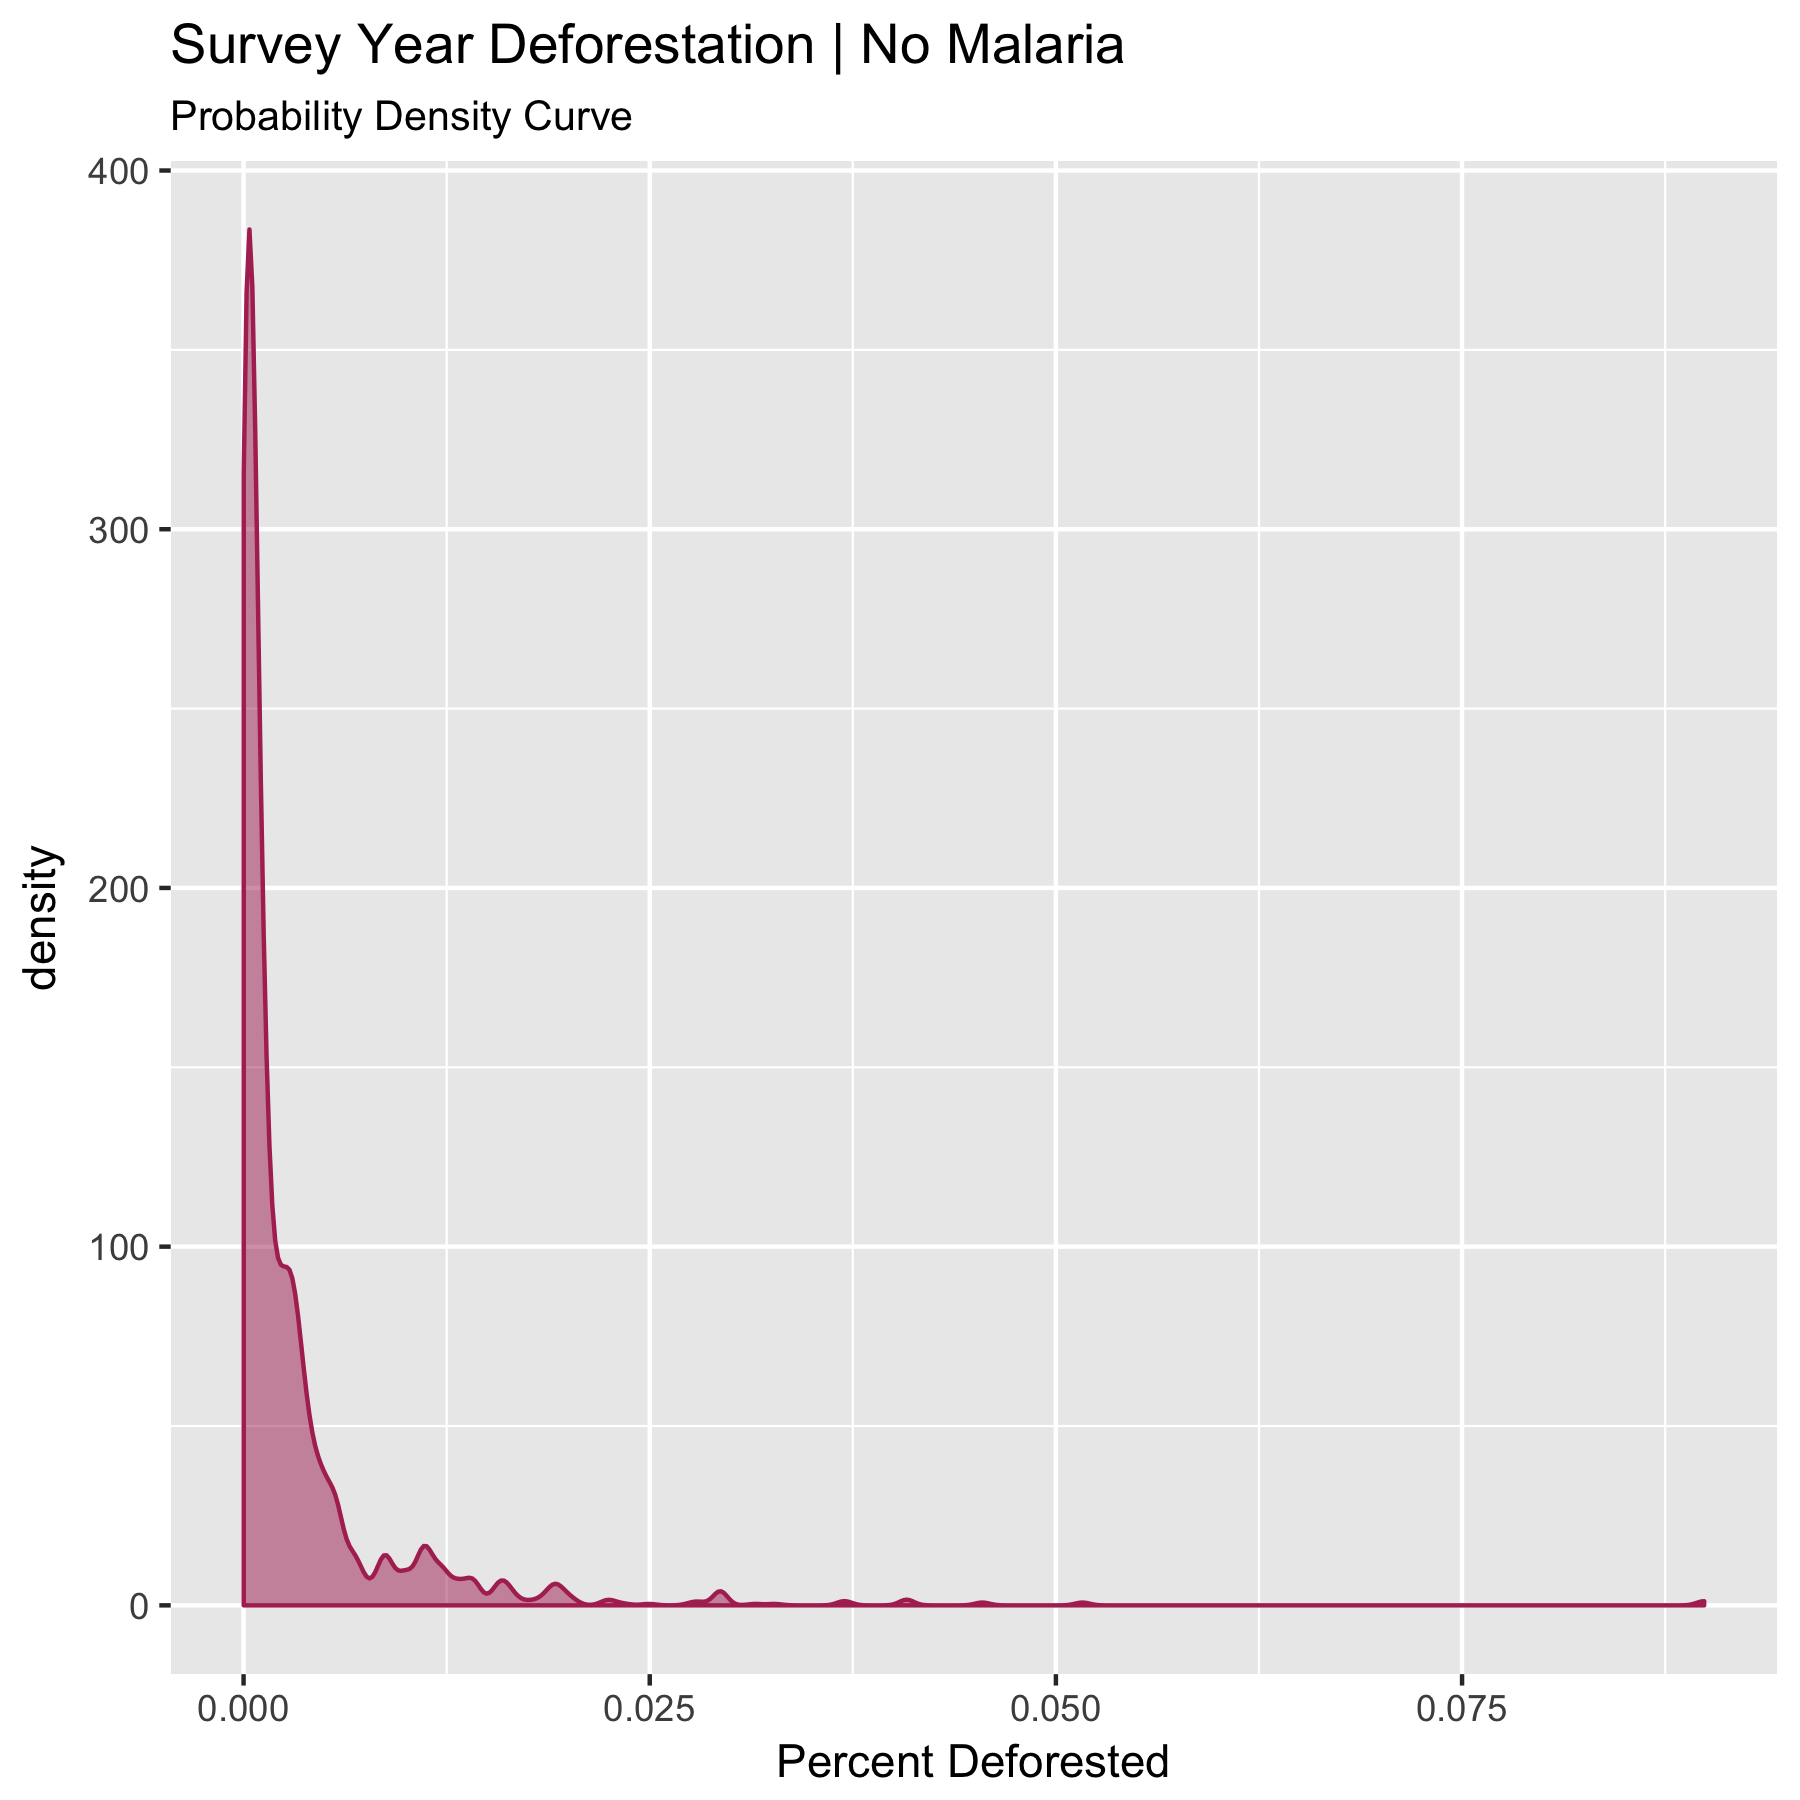 Survey Year Deforestation | No Malaria
Probability Density Curve
400
300
200
100
0
density
0.000 0.025 0.050 0.075
Percent Deforested